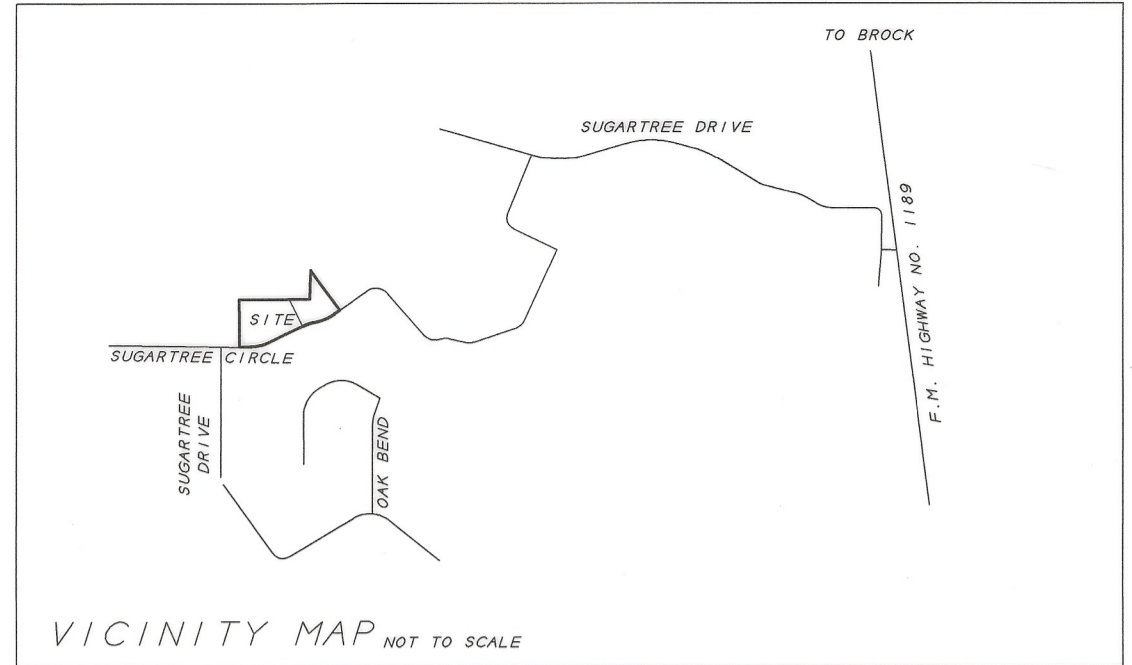 TO BROCK
SUGARTREE DRIVE
F.M. HIGHWAY NO. 1189
SITE
SUGARTREE CIRCLE
SUGARTREE
DRIVE
OAK BEND
VICINITY MAP NOT TO SCALE